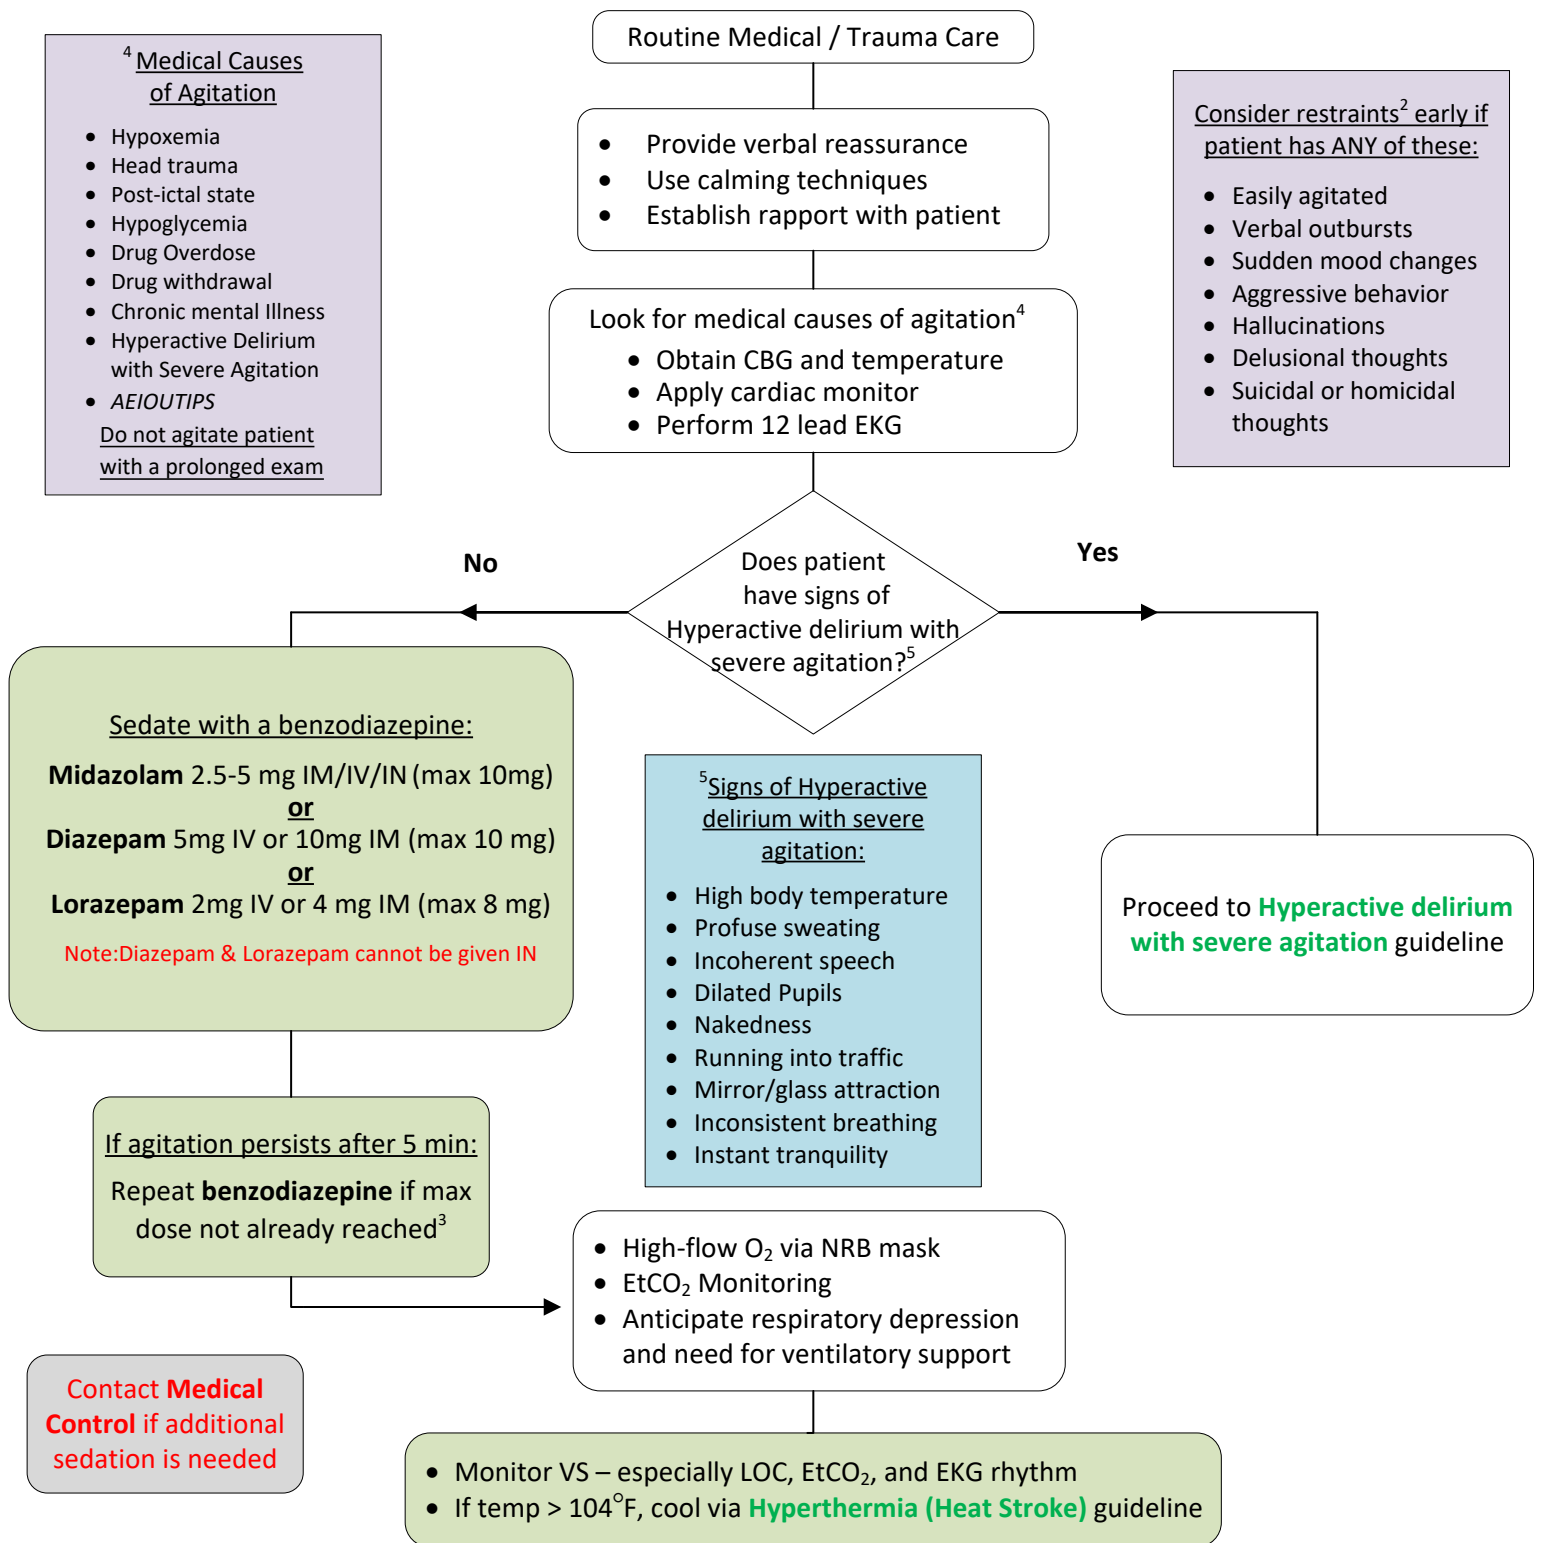 Routine Medical / Trauma Care
⁴ Medical Causes
of Agitation
• Hypoxemia
• Head trauma
• Post-ictal state
• Hypoglycemia
• Drug Overdose
• Drug withdrawal
• Chronic mental Illness
• Hyperactive Delirium
with Severe Agitation
• AEIOUTIPS
Do not agitate patient
with a prolonged exam
• Provide verbal reassurance
• Use calming techniques
• Establish rapport with patient
Consider restraints² early if
patient has ANY of these:
• Easily agitated
• Verbal outbursts
• Sudden mood changes
• Aggressive behavior
• Hallucinations
• Delusional thoughts
• Suicidal or homicidal
thoughts
Look for medical causes of agitation⁴
• Obtain CBG and temperature
• Apply cardiac monitor
• Perform 12 lead EKG
No
Does patient
have signs of
Hyperactive delirium with
severe agitation?⁵
Yes
Sedate with a benzodiazepine:
Midazolam 2.5-5 mg IM/IV/IN (max 10mg)
or
Diazepam 5mg IV or 10mg IM (max 10 mg)
or
Lorazepam 2mg IV or 4 mg IM (max 8 mg)
Note:Diazepam & Lorazepam cannot be given IN
⁵Signs of Hyperactive
delirium with severe
agitation:
• High body temperature
• Profuse sweating
• Incoherent speech
• Dilated Pupils
• Nakedness
• Running into traffic
• Mirror/glass attraction
• Inconsistent breathing
• Instant tranquility
Proceed to Hyperactive delirium
with severe agitation guideline
If agitation persists after 5 min:
Repeat benzodiazepine if max
dose not already reached³
• High-flow O₂ via NRB mask
• EtCO₂ Monitoring
• Anticipate respiratory depression
and need for ventilatory support
Contact Medical
Control if additional
sedation is needed
• Monitor VS – especially LOC, EtCO₂, and EKG rhythm
• If temp > 104°F, cool via Hyperthermia (Heat Stroke) guideline